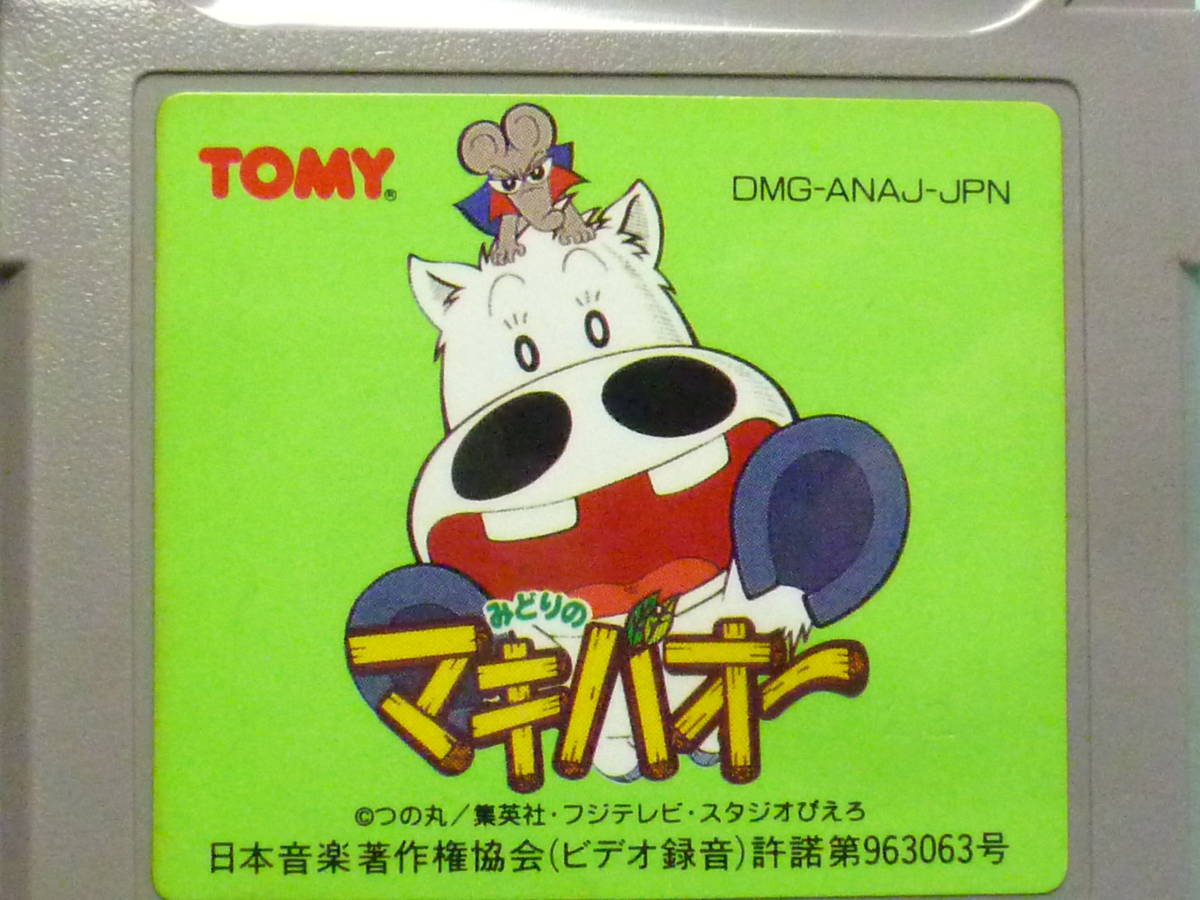 TOMY®
DMG-ANAJ-JPN
みどりの
マキバオー
©つの丸／集英社・フジテレビ・スタジオぴえろ
日本音楽著作権協会(ビデオ録音)許諾第963063号